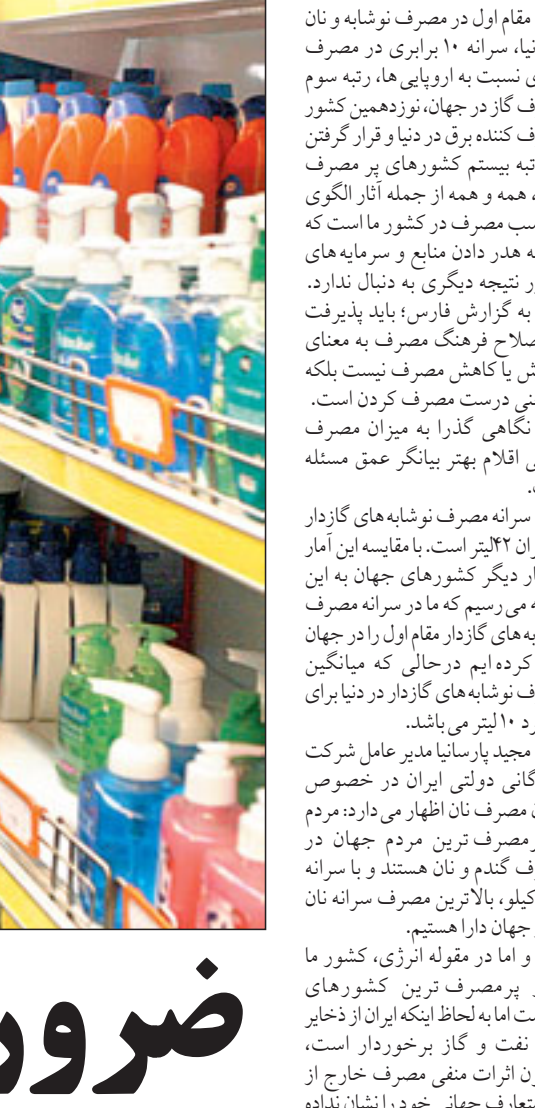 مقام اول در مصرف نوشابه و نان
نیا، سرانه ۱۰ برابری در مصرف
ی نسبت به اروپایی‌ها، رتبه سوم
ف گاز در جهان، نوزدهمین کشور
ف کننده برق در دنیا و قرار گرفتن
تبه بیستم کشورهای پر مصرف
، همه و همه از جمله آثار الگوی
سب مصرف در کشور ما است که
ه هدر دادن منابع و سرمایه‌های
ور نتیجه دیگری به دنبال ندارد.
به گزارش فارس؛ باید پذیرفت
صلاح فرهنگ مصرف به معنای
ش یا کاهش مصرف نیست بلکه
نی درست مصرف کردن است.
نگاهی گذرا به میزان مصرف
ی اقلام بهتر بیانگر عمق مسئله
.
سرانه مصرف نوشابه‌های گازدار
ران ۴۲لیتر است. با مقایسه این آمار
ار دیگر کشورهای جهان به این
ه می‌رسیم که ما در سرانه مصرف
به‌های گازدار مقام اول را در جهان
کرده‌ایم درحالی که میانگین
ف نوشابه‌های گازدار در دنیا برای
رد ۱۰ لیتر می‌باشد.
مجید پارسانیا مدیر عامل شرکت
گانی دولتی ایران در خصوص
ن مصرف نان اظهار می‌دارد: مردم
رمصرف ترین مردم جهان در
ف گندم و نان هستند و با سرانه
کیلو، بالاترین مصرف سرانه نان
جهان دارا هستیم.
و اما در مقوله انرژی، کشور ما
پرمصرف ترین کشورهای
ست اما به لحاظ اینکه ایران از ذخایر
نفت و گاز برخوردار است،
ون اثرات منفی مصرف خارج از
متعارف جهانی خود را نشان نداده
ضرور